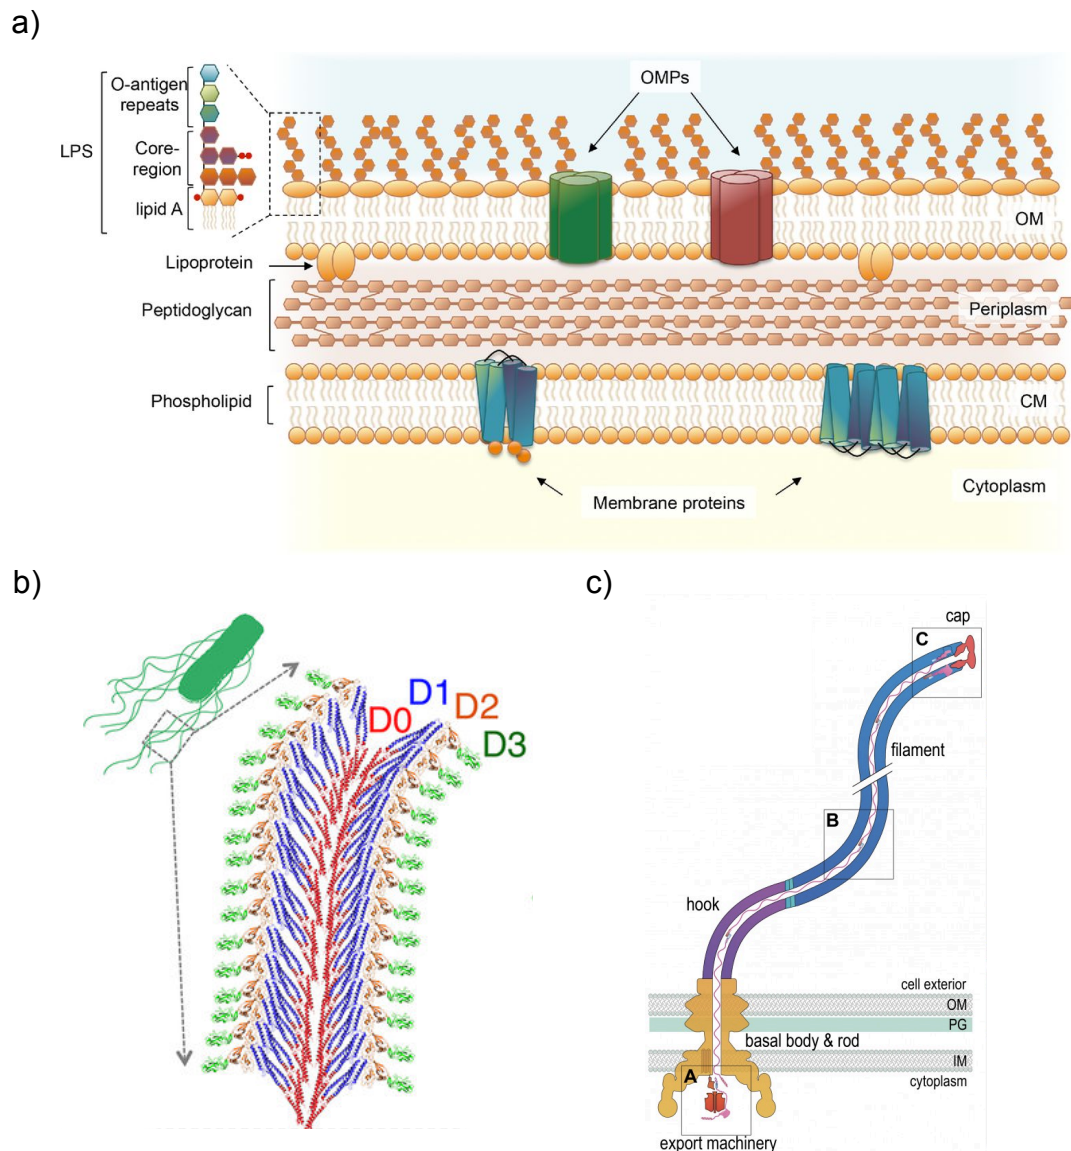 a)
O-antigen
repeats
LPS
Core-
region
lipid A
OMPs
OM
Lipoprotein
Peptidoglycan
Periplasm
Phospholipid
CM
Membrane proteins
Cytoplasm
b)
D0
D1
D2
D3
c)
cap
C
filament
B
hook
cell exterior
OM
PG
basal body & rod
IM
cytoplasm
A
export machinery